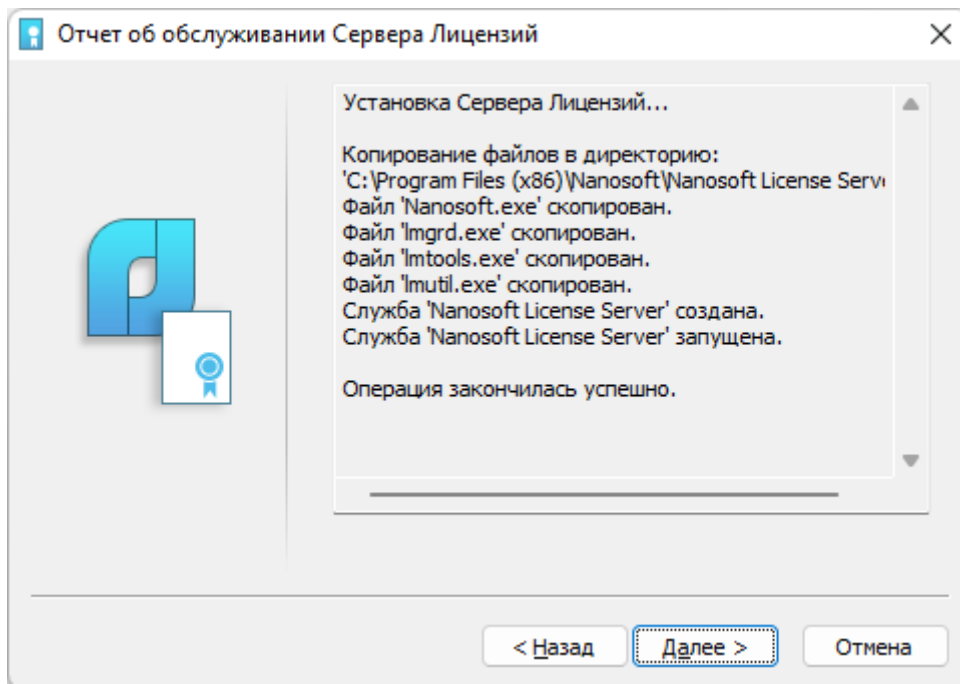 Отчет об обслуживании Сервера Лицензий
Установка Сервера Лицензий...
Копирование файлов в директорию:
'C:\Program Files (x86)\Nanosoft\Nanosoft License Serve
Файл 'Nanosoft.exe' скопирован.
Файл 'lmgrd.exe' скопирован.
Файл 'lmtools.exe' скопирован.
Файл 'lmutil.exe' скопирован.
Служба 'Nanosoft License Server' создана.
Служба 'Nanosoft License Server' запущена.
Операция закончилась успешно.
< Назад Далее > Отмена